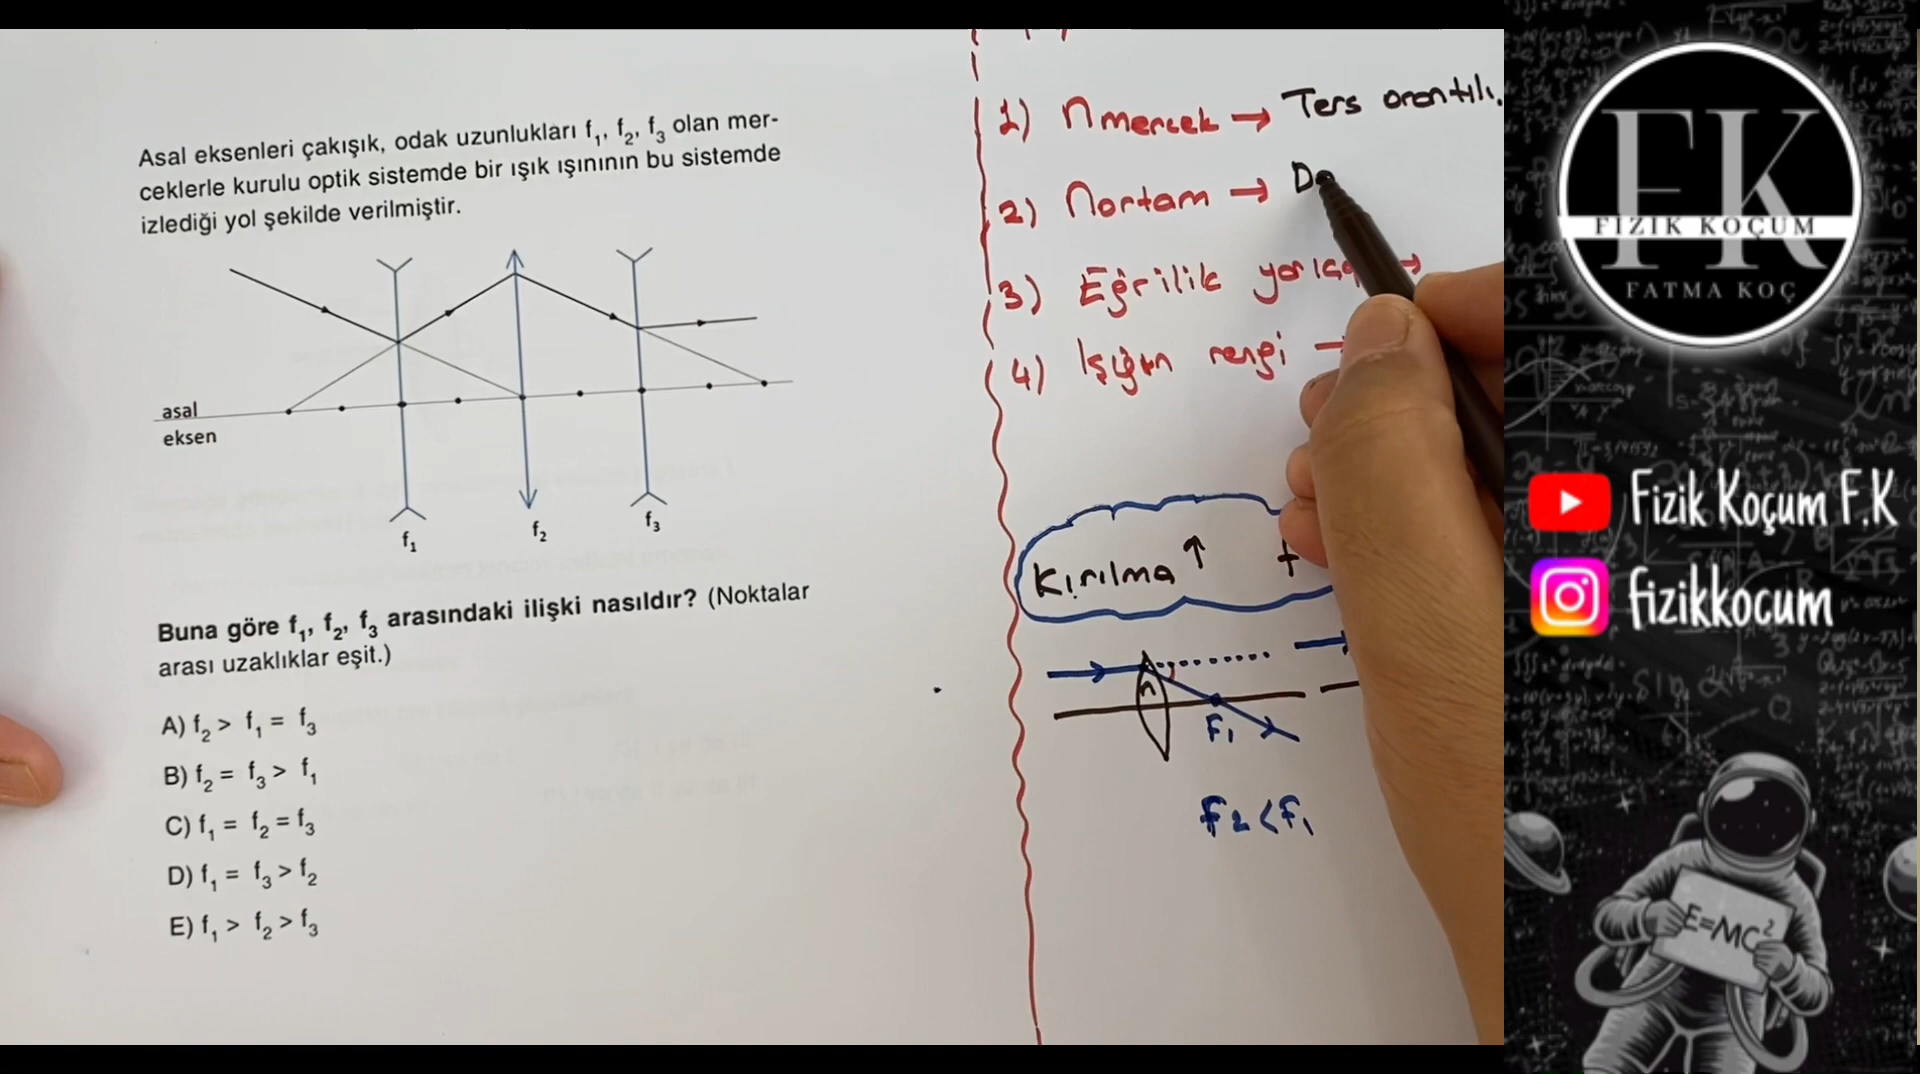 Asal eksenleri çakışık, odak uzunlukları f₁, f₂, f₃ olan mer-
ceklerle kurulu optik sistemde bir ışık ışınının bu sistemde
izlediği yol şekilde verilmiştir.
asal
eksen
f₁
f₂
f₃
Buna göre f₁, f₂, f₃ arasındaki ilişki nasıldır? (Noktalar
arası uzaklıklar eşit.)
A) f₂ > f₁ = f₃
B) f₂ = f₃ > f₁
C) f₁ = f₂ = f₃
D) f₁ = f₃ > f₂
E) f₁ > f₂ > f₃
1) nmercek → Ters orantılı.
2) nortam →
3) Eğrilik →
4) Işığın rengi →
Kırılma ↑
n
F₁
f₂ < f₁
FK
FİZİK KOÇUM
FATMA KOÇ
Fizik Koçum F.K
fizikkocum
E=MC²